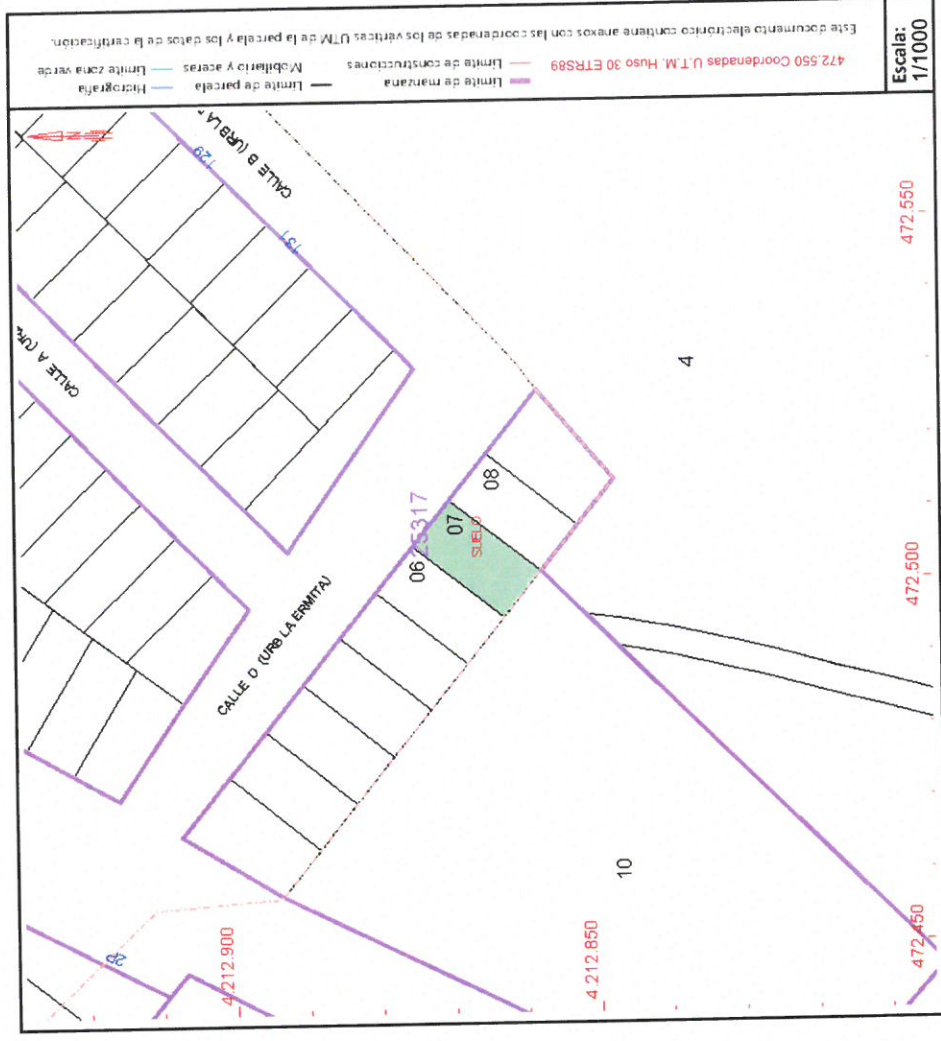 Este documento electrónico contiene anexos con las coordenadas de los vértices UTM de la parcela y los datos de la certificación.
472.550 Coordenadas U.T.M. Huso 30 ETRS89
Límite de construcciones
Mobiliario y aceras
Límite zona verde
Límite de manzana
Límite de parcela
Hidrografía
Escala:
1/1000
N
CALLE A (UR
CALLE B (URB LA
129
131
CALLE D (URB LA ERMITA)
25317
06
07
SUELO
08
4
10
4.212.900
4.212.850
472.450
472.500
472.550